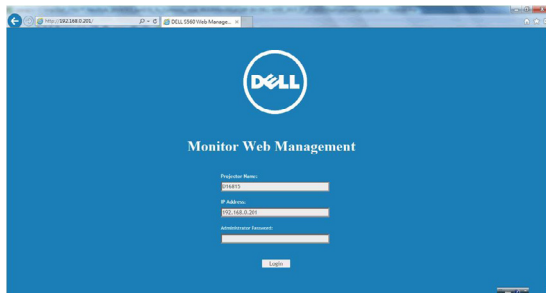 http://192.168.0.201/
DELL S560 Web Manage...
DELL
Monitor Web Management
Projector Name:
IP Address:
192.168.0.201
Administrator Password:
Login